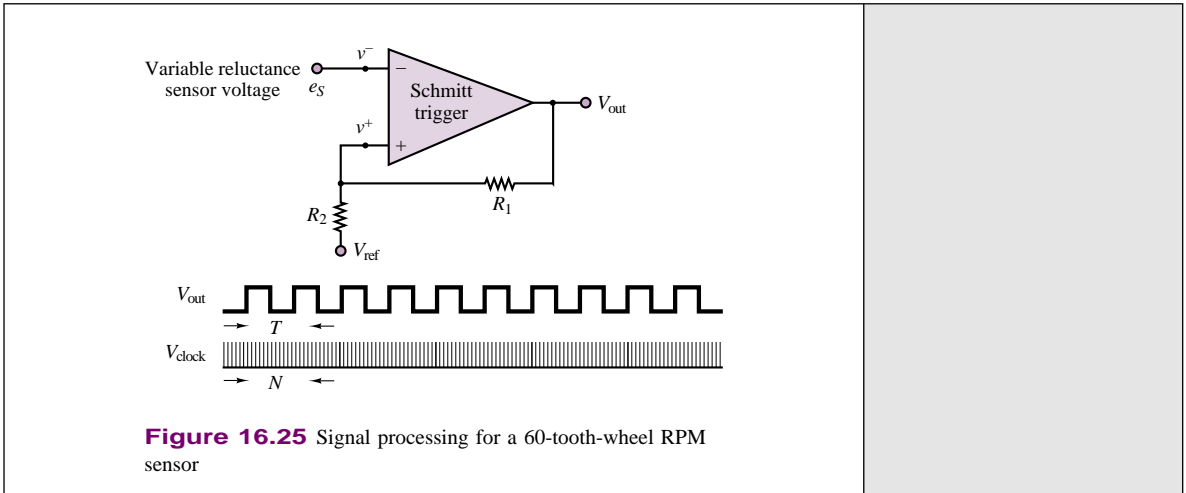 Variable reluctance
sensor voltage
e_S
v^−
−
Schmitt
trigger
V_out
v^+
+
R_1
R_2
V_ref
V_out
T
V_clock
N
Figure 16.25 Signal processing for a 60-tooth-wheel RPM
sensor